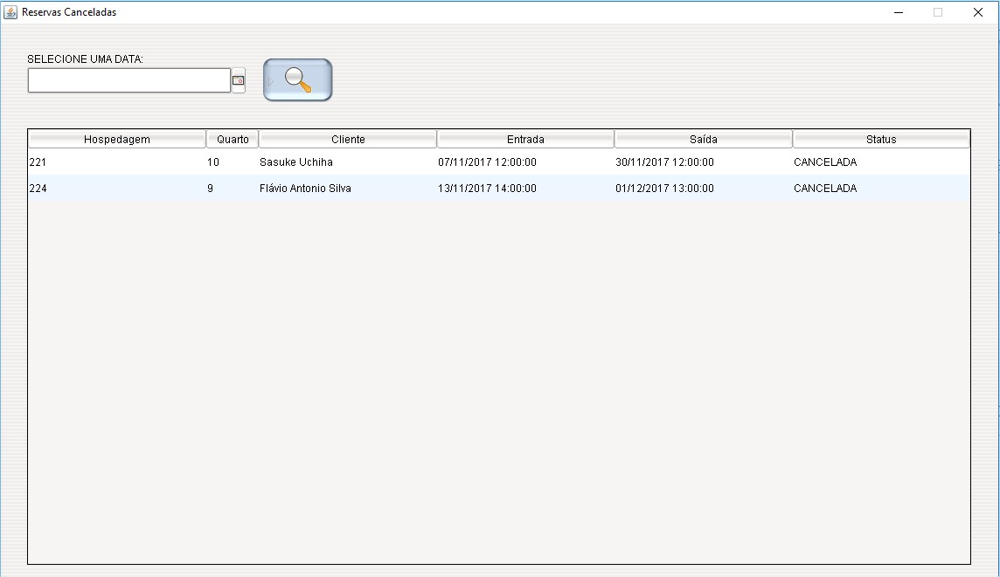 Reservas Canceladas
SELECIONE UMA DATA:
Hospedagem Quarto Cliente Entrada Saída Status
221 10 Sasuke Uchiha 07/11/2017 12:00:00 30/11/2017 12:00:00 CANCELADA
224 9 Flávio Antonio Silva 13/11/2017 14:00:00 01/12/2017 13:00:00 CANCELADA